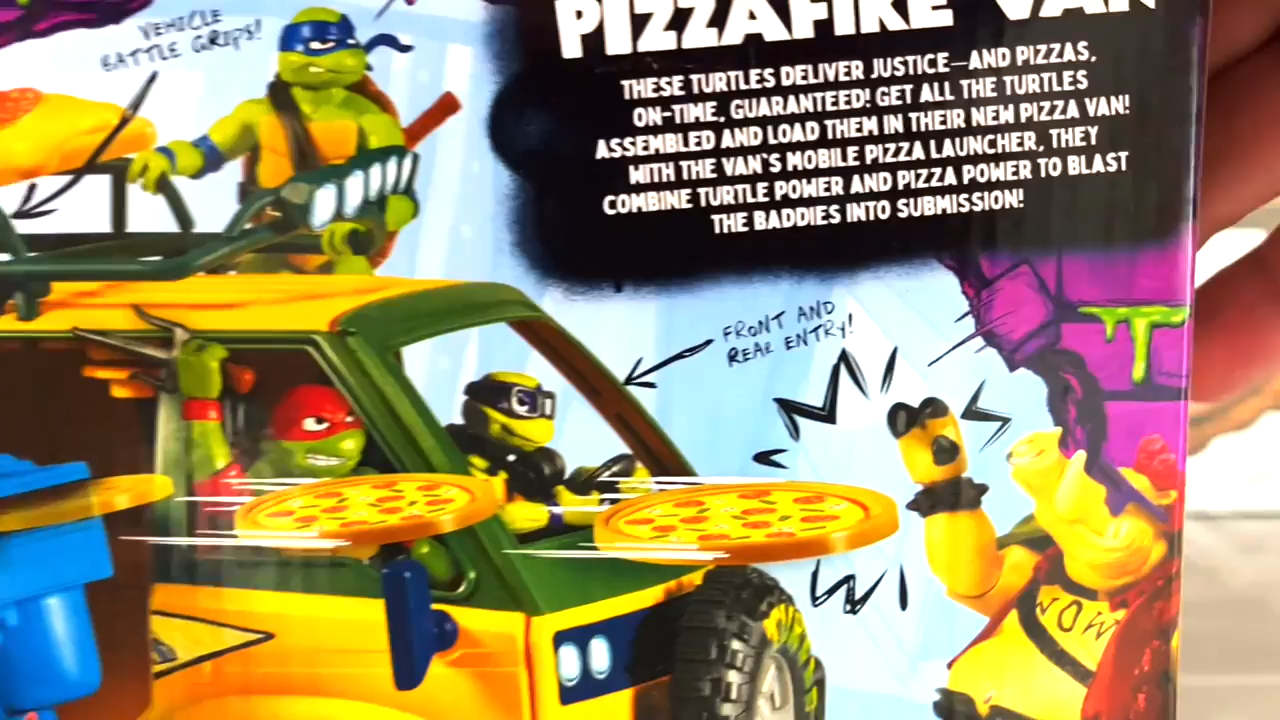 PIZZAFIRE VAN
THESE TURTLES DELIVER JUSTICE—AND PIZZAS,
ON-TIME, GUARANTEED! GET ALL THE TURTLES
ASSEMBLED AND LOAD THEM IN THEIR NEW PIZZA VAN!
WITH THE VAN'S MOBILE PIZZA LAUNCHER, THEY
COMBINE TURTLE POWER AND PIZZA POWER TO BLAST
THE BADDIES INTO SUBMISSION!
VEHICLE
BATTLE GRIPS!
FRONT AND
REAR ENTRY!
WOW